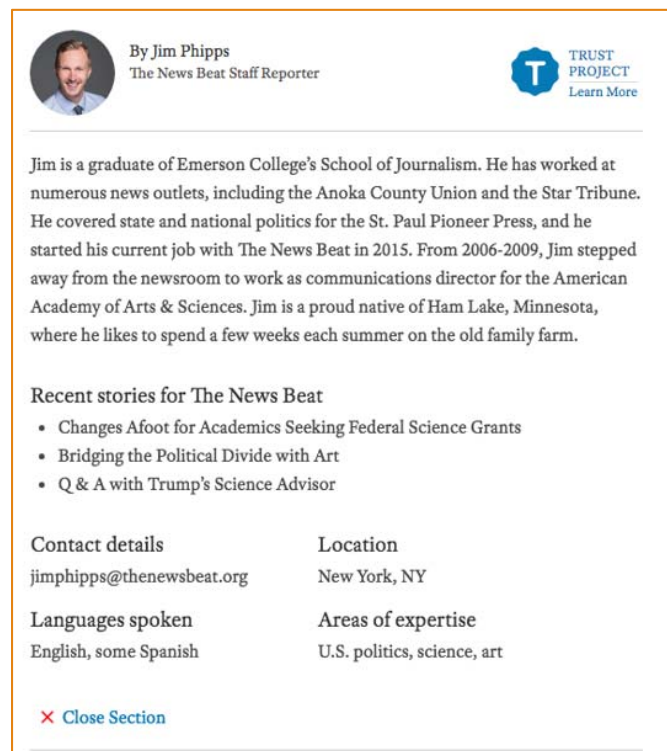 By Jim Phipps
The News Beat Staff Reporter
T
TRUST
PROJECT
Learn More
Jim is a graduate of Emerson College's School of Journalism. He has worked at
numerous news outlets, including the Anoka County Union and the Star Tribune.
He covered state and national politics for the St. Paul Pioneer Press, and he
started his current job with The News Beat in 2015. From 2006-2009, Jim stepped
away from the newsroom to work as communications director for the American
Academy of Arts & Sciences. Jim is a proud native of Ham Lake, Minnesota,
where he likes to spend a few weeks each summer on the old family farm.
Recent stories for The News Beat
• Changes Afoot for Academics Seeking Federal Science Grants
• Bridging the Political Divide with Art
• Q & A with Trump's Science Advisor
Contact details
jimphipps@thenewsbeat.org
Location
New York, NY
Languages spoken
English, some Spanish
Areas of expertise
U.S. politics, science, art
× Close Section